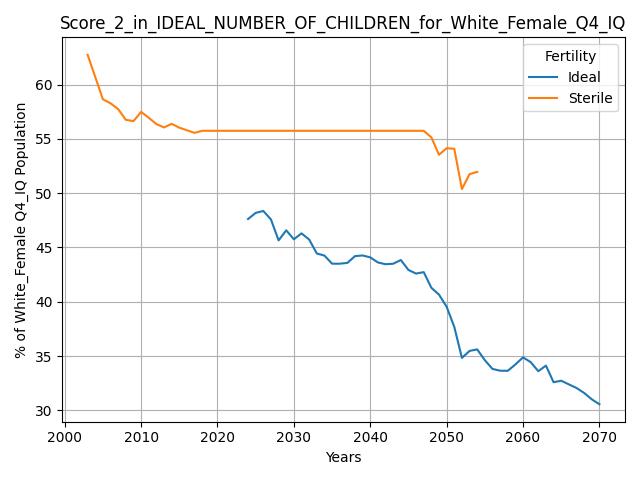 Score_2_in_IDEAL_NUMBER_OF_CHILDREN_for_White_Female_Q4_IQ
Fertility
Ideal
Sterile
% of White_Female Q4_IQ Population
60
55
50
45
40
35
30
2000 2010 2020 2030 2040 2050 2060 2070
Years